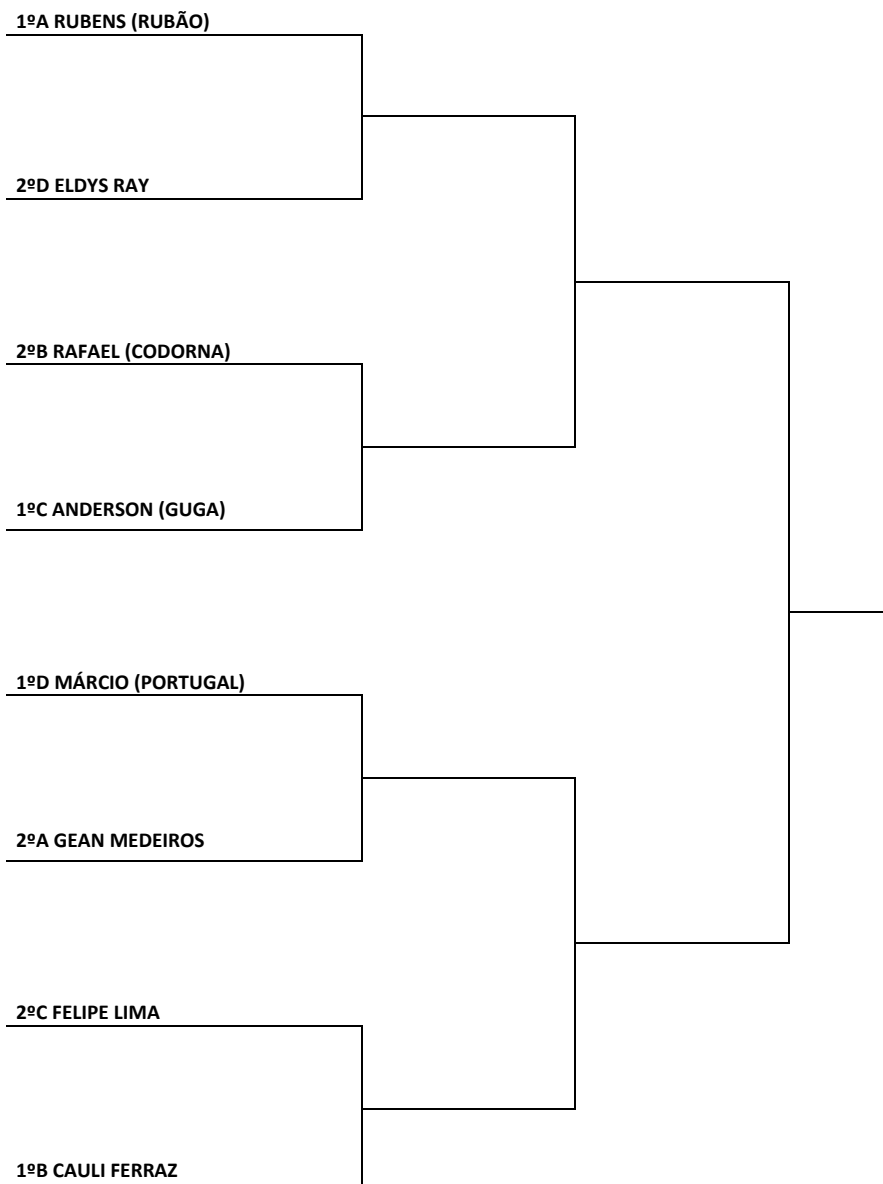 1ºA RUBENS (RUBÃO)
2ºD ELDYS RAY
2ºB RAFAEL (CODORNA)
1ºC ANDERSON (GUGA)
1ºD MÁRCIO (PORTUGAL)
2ºA GEAN MEDEIROS
2ºC FELIPE LIMA
1ºB CAULI FERRAZ